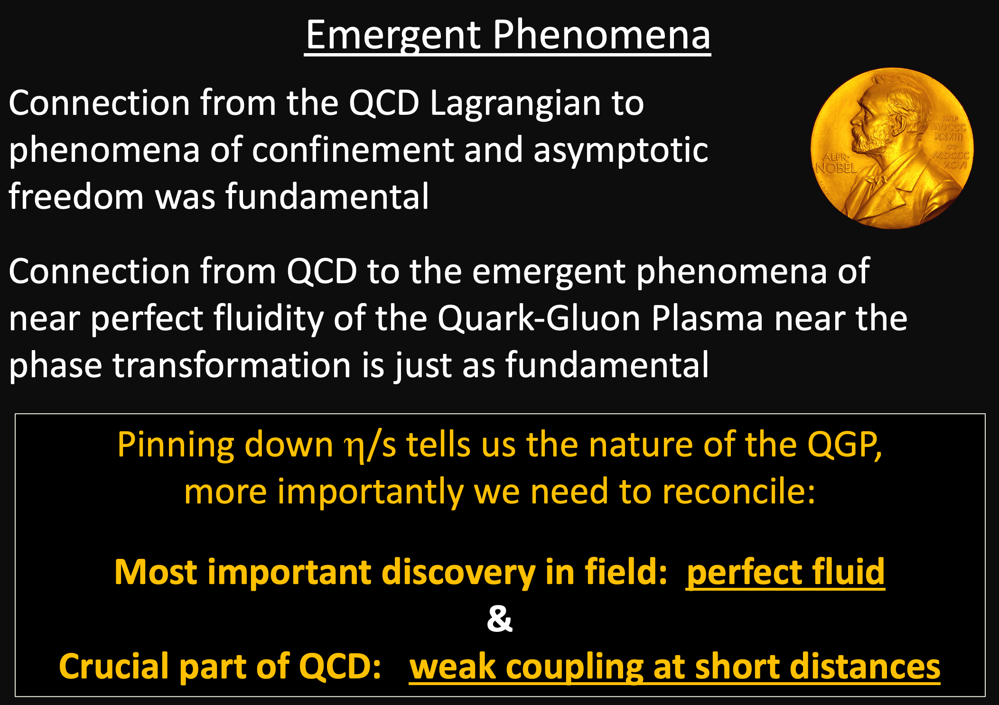 Emergent Phenomena
Connection from the QCD Lagrangian to
phenomena of confinement and asymptotic
freedom was fundamental
ALFR·
NOBEL
NAT·
MDCCC
XXXIII
OB·
MDCCC
XCVI
Connection from QCD to the emergent phenomena of
near perfect fluidity of the Quark-Gluon Plasma near the
phase transformation is just as fundamental
Pinning down η/s tells us the nature of the QGP,
more importantly we need to reconcile:
Most important discovery in field: perfect fluid
&
Crucial part of QCD: weak coupling at short distances